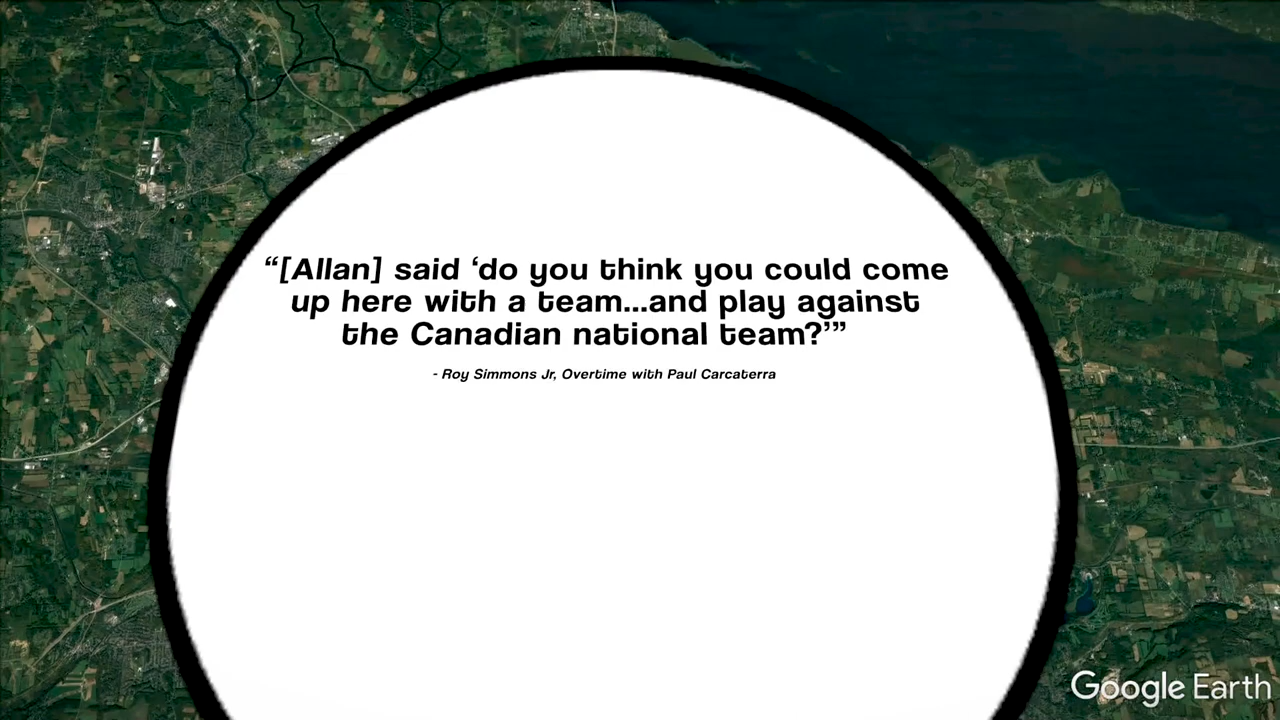 “[Allan] said ‘do you think you could come
up here with a team...and play against
the Canadian national team?’”
- Roy Simmons Jr, Overtime with Paul Carcaterra
Google Earth